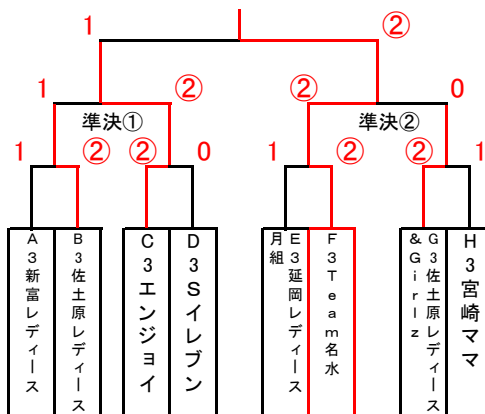 1 ②
1 ② ② 0
準決① 準決②
1 ② ② 0 1 ② ② 1
A3新富レディース
B3佐土原レディース
C3エンジョイ
D3Sイレブン
E3延岡レディース
月組
F3Team名水
G3佐土原レディース
&Girlz
H3宮崎ママ